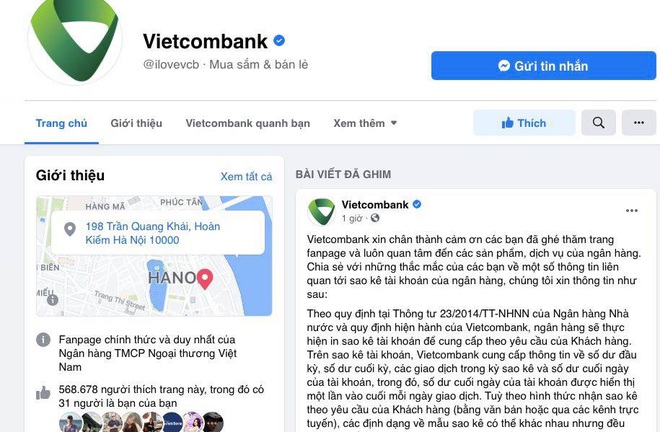 Vietcombank
@ilovevcb · Mua sắm & bán lẻ
Gửi tin nhắn
Trang chủ
Giới thiệu
Vietcombank quanh bạn
Xem thêm
Thích
Giới thiệu
Xem tất cả
HÀNG MÃ
PHÚC TÂN
198 Trần Quang Khải, Hoàn
Kiếm Hà Nội 10000
BIÊN
HANO
MIẾU
Trang Thi Street
Fanpage chính thức và duy nhất của
Ngân hàng TMCP Ngoại thương Việt
Nam
568.678 người thích trang này, trong đó có
31 người là bạn của bạn
BÀI VIẾT ĐÃ GHIM
Vietcombank
1 giờ ·
Vietcombank xin chân thành cám ơn các bạn đã ghé thăm trang
fanpage và luôn quan tâm đến các sản phẩm, dịch vụ của ngân hàng.
Chia sẻ với những thắc mắc của các bạn về một số thông tin liên
quan tới sao kê tài khoản của ngân hàng, chúng tôi xin thông tin như
sau:
Theo quy định tại Thông tư 23/2014/TT-NHNN của Ngân hàng Nhà
nước và quy định hiện hành của Vietcombank, ngân hàng sẽ thực
hiện in sao kê tài khoản để cung cấp theo yêu cầu của Khách hàng.
Trên sao kê tài khoản, Vietcombank cung cấp thông tin về số dư đầu
kỳ, số dư cuối kỳ, các giao dịch trong kỳ sao kê và số dư cuối ngày
của tài khoản, trong đó, số dư cuối ngày của tài khoản được hiển thị
một lần vào cuối mỗi ngày giao dịch. Tuỳ theo hình thức nhận sao kê
theo yêu cầu của Khách hàng (bằng văn bản hoặc qua các kênh trực
tuyến), các định dạng về mẫu sao kê có thể khác nhau nhưng đều